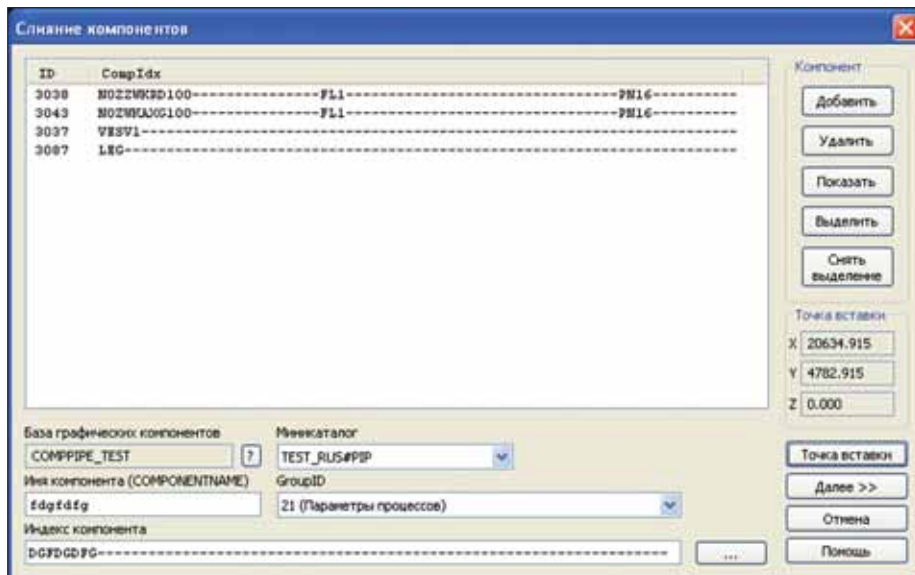 Слияние компонентов
ID CompIdx
3038 NOZZWKRD100----------------FL1----------------------------------PN16-----------
3043 NOZWKAXG100----------------FL1----------------------------------PN16-----------
3037 VESV1---------------------------------------------------------------------------
3087 LEG-----------------------------------------------------------------------------
Компонент
Добавить
Удалить
Показать
Выделить
Снять
выделение
Точка вставки
X 20634.915
Y 4782.915
Z 0.000
База графических компонентов
COMPPIPE_TEST
?
Миникаталог
TEST_RUS#PIP
Имя компонента (COMPONENTNAME)
fdgfdfg
GroupID
21 (Параметры процессов)
Индекс компонента
DGFDGDFG------------------------------------------------------------------------
...
Точка вставки
Далее >>
Отмена
Помощь